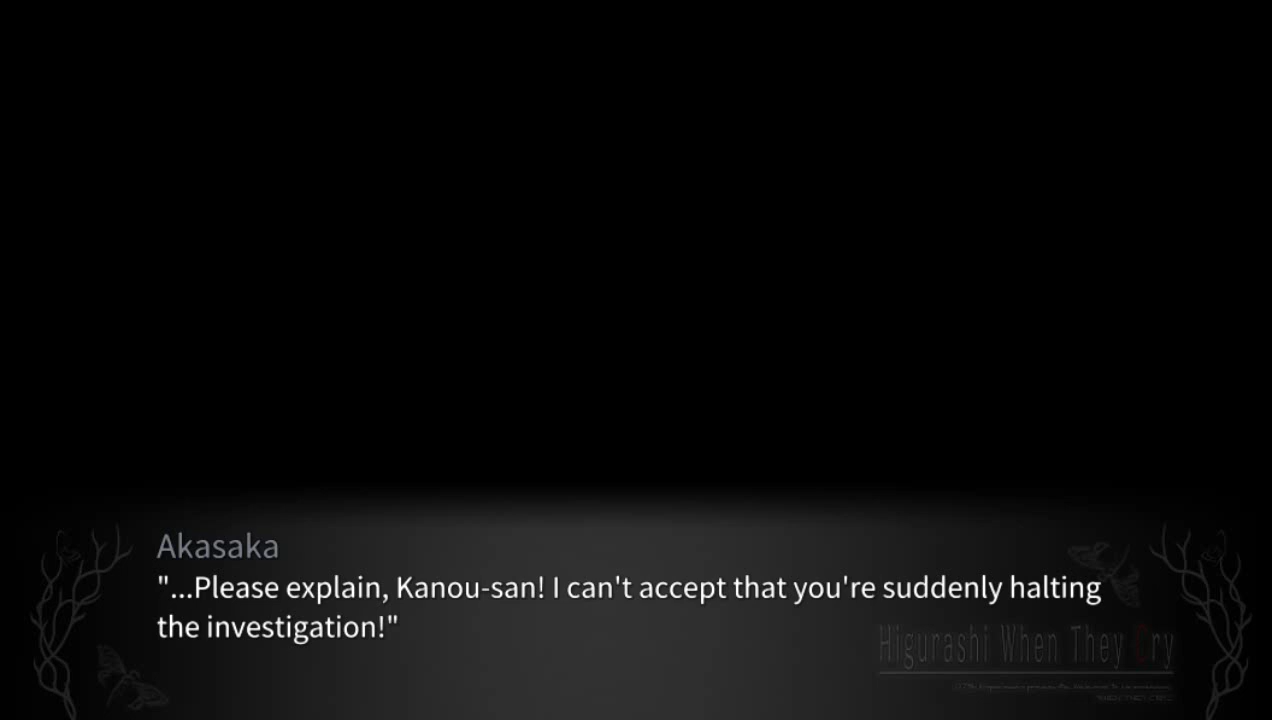 Akasaka
"...Please explain, Kanou-san! I can't accept that you're suddenly halting
the investigation!"
Higurashi When They Cry